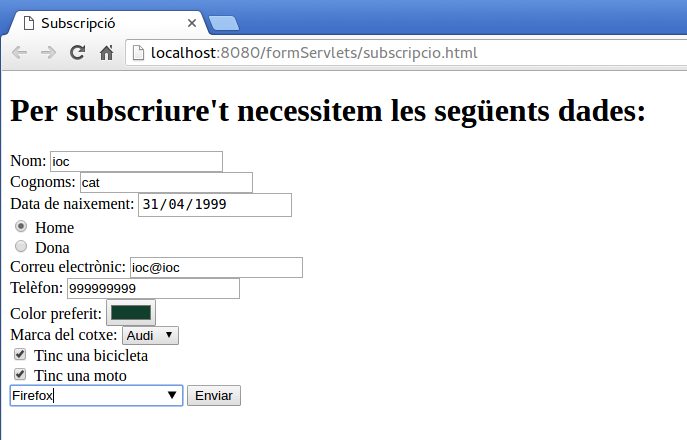 Subscripció
localhost:8080/formServlets/subscripcio.html
Per subscriure't necessitem les següents dades:
Nom: ioc
Cognoms: cat
Data de naixement: 31/04/1999
Home
Dona
Correu electrònic: ioc@ioc
Telèfon: 999999999
Color preferit:
Marca del cotxe: Audi
Tinc una bicicleta
Tinc una moto
Firefox Enviar